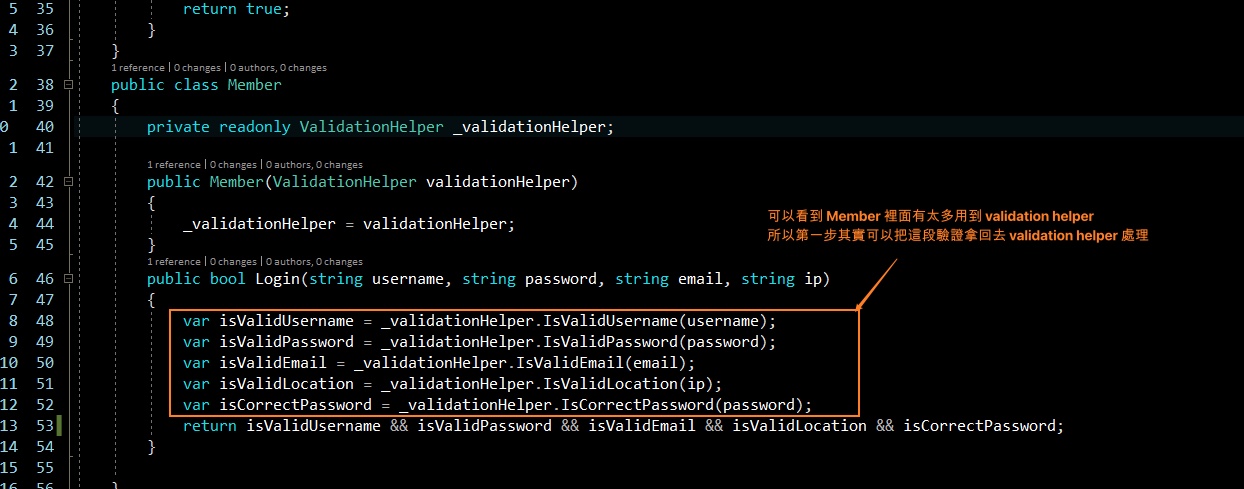 5 35 return true;
4 36 }
3 37 }
1 reference | 0 changes | 0 authors, 0 changes
2 38 public class Member
1 39 {
0 40 private readonly ValidationHelper _validationHelper;
1 41
1 reference | 0 changes | 0 authors, 0 changes
2 42 public Member(ValidationHelper validationHelper)
3 43 {
4 44 _validationHelper = validationHelper;
5 45 }
可以看到 Member 裡面有太多用到 validation helper
所以第一步其實可以把這段驗證拿回去 validation helper 處理
1 reference | 0 changes | 0 authors, 0 changes
6 46 public bool Login(string username, string password, string email, string ip)
7 47 {
8 48 var isValidUsername = _validationHelper.IsValidUsername(username);
9 49 var isValidPassword = _validationHelper.IsValidPassword(password);
10 50 var isValidEmail = _validationHelper.IsValidEmail(email);
11 51 var isValidLocation = _validationHelper.IsValidLocation(ip);
12 52 var isCorrectPassword = _validationHelper.IsCorrectPassword(password);
13 53 return isValidUsername && isValidPassword && isValidEmail && isValidLocation && isCorrectPassword;
14 54 }
15 55
16 56 }